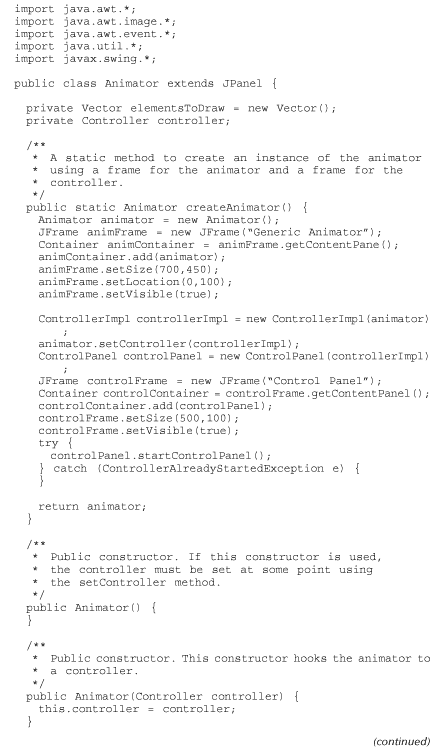 import java.awt.*;
import java.awt.image.*;
import java.awt.event.*;
import java.util.*;
import javax.swing.*;

public class Animator extends JPanel {

  private Vector elementsToDraw = new Vector();
  private Controller controller;

  /**
   * A static method to create an instance of the animator
   * using a frame for the animator and a frame for the
   * controller.
   */
  public static Animator createAnimator() {
    Animator animator = new Animator();
    JFrame animFrame = new JFrame(“Generic Animator”);
    Container animContainer = animFrame.getContentPane();
    animContainer.add(animator);
    animFrame.setSize(700,450);
    animFrame.setLocation(0,100);
    animFrame.setVisible(true);

    ControllerImpl controllerImpl = new ControllerImpl(animator)
        ;
    animator.setController(controllerImpl);
    ControlPanel controlPanel = new ControlPanel(controllerImpl)
        ;
    JFrame controlFrame = new JFrame(“Control Panel”);
    Container controlContainer = controlFrame.getContentPanel();
    controlContainer.add(controlPanel);
    controlFrame.setSize(500,100);
    controlFrame.setVisible(true);
    try {
      controlPanel.startControlPanel();
    } catch (ControllerAlreadyStartedException e) {
    }

    return animator;
  }

  /**
   * Public constructor. If this constructor is used,
   * the controller must be set at some point using
   * the setController method.
   */
  public Animator() {
  }

  /**
   * Public constructor. This constructor hooks the animator to
   * a controller.
   */
  public Animator(Controller controller) {
    this.controller = controller;
  }

(continued)